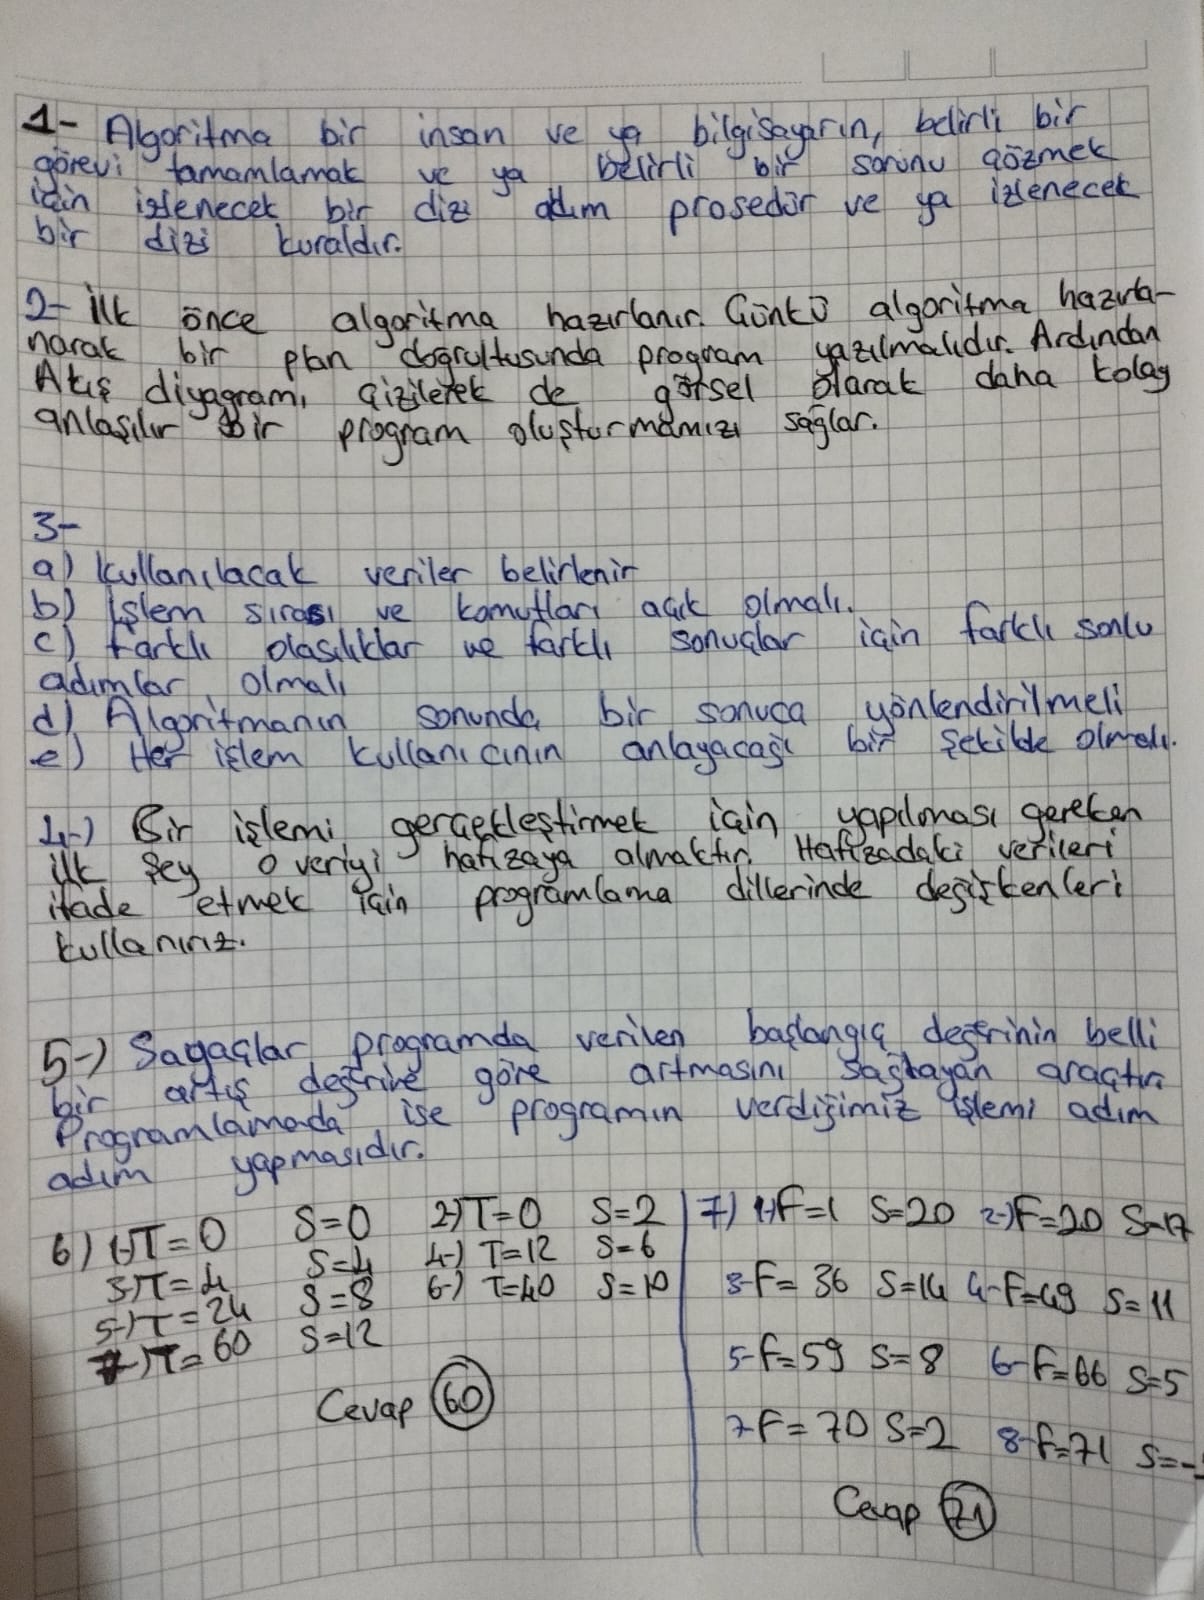 1- Algoritma bir insan ve ya bilgisayarın, belirli bir
görevi tamamlamak ve ya belirli bir sorunu çözmek
için izlenecek bir dizi adım prosedür ve ya izlenecek
bir dizi kuraldır.
2- İlk önce algoritma hazırlanır. Çünkü algoritma hazırla-
narak bir plan doğrultusunda program yazılmalıdır. Ardından
Akış diyagramı çizilerek de görsel olarak daha kolay
anlaşılır bir program oluşturmamızı sağlar.
3-
a) Kullanılacak veriler belirlenir
b) İşlem sırası ve komutları açık olmalı.
c) Farklı olasılıklar ve farklı sonuçlar için farklı sonlu
adımlar olmalı
d) Algoritmanın sonunda bir sonuca yönlendirilmeli
e) Her işlem kullanıcının anlayacağı bir şekilde olmalı.
4-) Bir işlemi gerçekleştirmek için yapılması gereken
ilk şey o veriyi hafızaya almaktır. Hafızadaki verileri
ifade etmek için programlama dillerinde değişkenleri
kullanırız.
5-) Sayaçlar programda verilen başlangıç değerinin belli
bir artış değerine göre artmasını sağlayan araçtır.
Programlamada ise programın verdiğimiz işlemi adım
adım yapmasıdır.
6) 1-)T=0 S=0 2-)T=0 S=2
3-)T=4 S=4 4-) T=12 S=6
5-)T=24 S=8 6-) T=40 S=10
7-)T=60 S=12
Cevap 60
7) 1-)F=1 S=20 2-)F=20 S=17
3-F=36 S=14 4-F=49 S=11
5-F=59 S=8 6-F=66 S=5
7-F=70 S=2 8-F=71 S=-1
Cevap 71